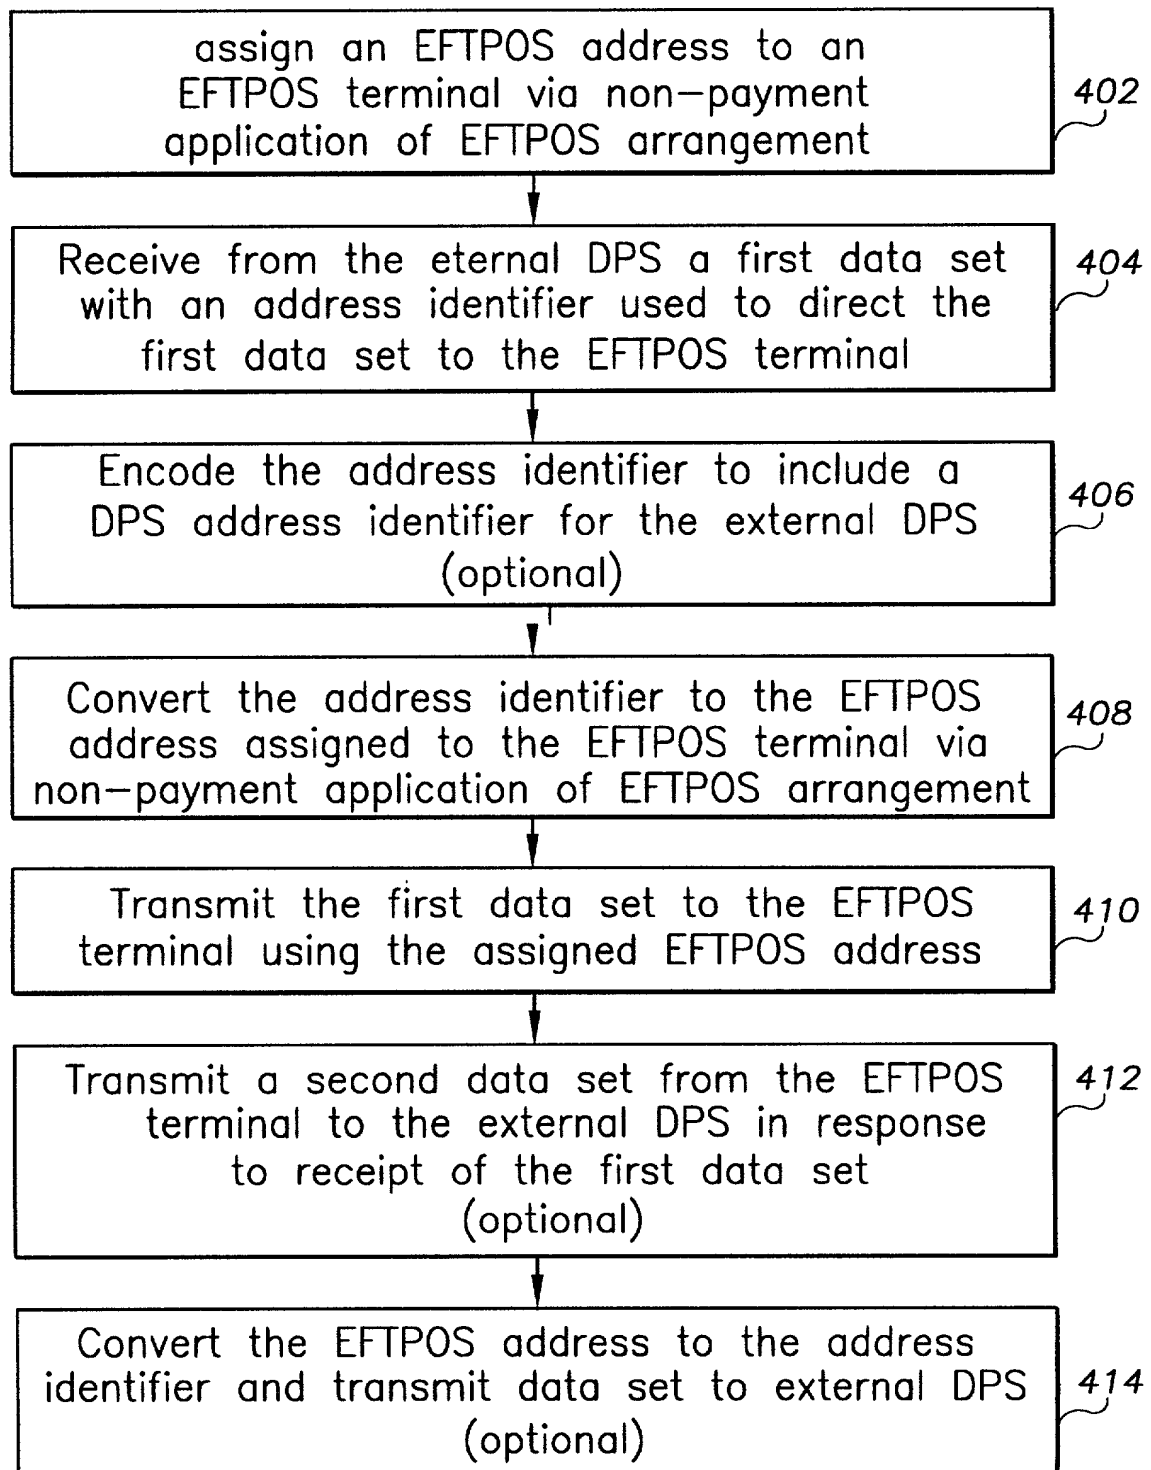 assign an EFTPOS address to an
EFTPOS terminal via non-payment
application of EFTPOS arrangement
402
Receive from the eternal DPS a first data set
with an address identifier used to direct the
first data set to the EFTPOS terminal
404
Encode the address identifier to include a
DPS address identifier for the external DPS
(optional)
406
Convert the address identifier to the EFTPOS
address assigned to the EFTPOS terminal via
non-payment application of EFTPOS arrangement
408
Transmit the first data set to the EFTPOS
terminal using the assigned EFTPOS address
410
Transmit a second data set from the EFTPOS
terminal to the external DPS in response
to receipt of the first data set
(optional)
412
Convert the EFTPOS address to the address
identifier and transmit data set to external DPS
(optional)
414